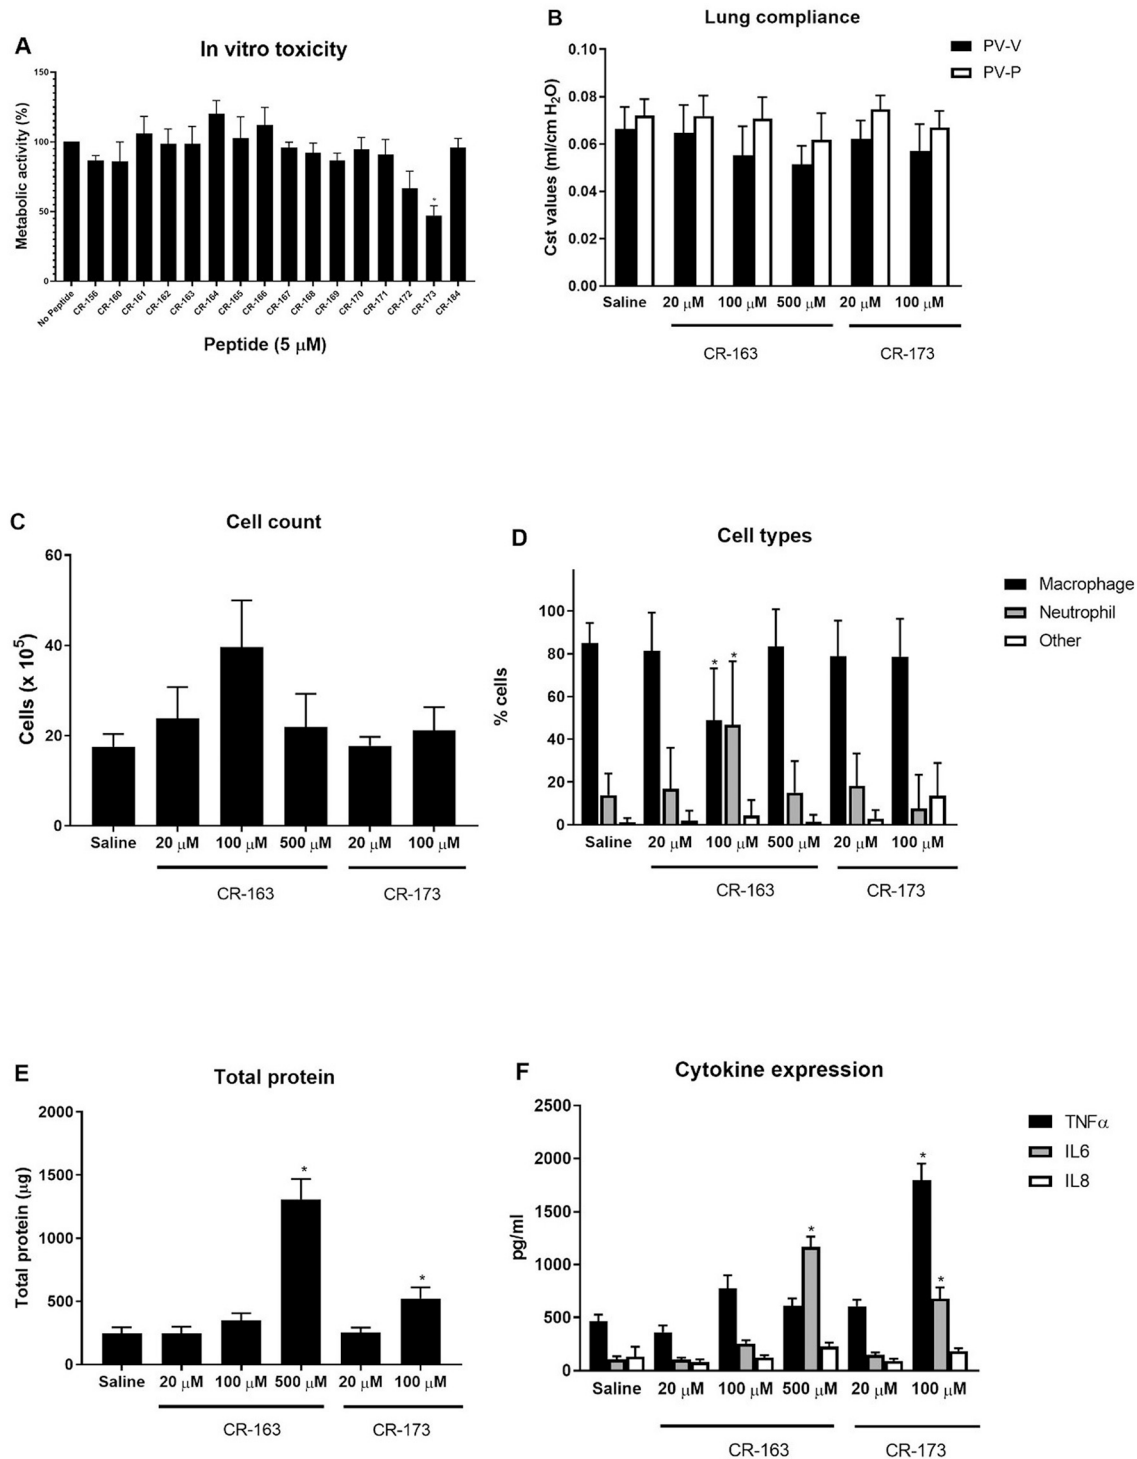 A
In vitro toxicity
Metabolic activity (%)
150
100
50
0
*
No Peptide
CR-156
CR-160
CR-161
CR-162
CR-163
CR-164
CR-165
CR-166
CR-167
CR-168
CR-169
CR-170
CR-171
CR-172
CR-173
CR-184
Peptide (5 μM)
B
Lung compliance
PV-V
PV-P
Cst values (ml/cm H₂O)
0.10
0.08
0.06
0.04
0.02
0.00
Saline 20 μM 100 μM 500 μM 20 μM 100 μM
CR-163 CR-173
C
Cell count
Cells (x 10⁵)
60
40
20
0
Saline 20 μM 100 μM 500 μM 20 μM 100 μM
CR-163 CR-173
D
Cell types
Macrophage
Neutrophil
Other
% cells
100
80
60
40
20
0
* *
Saline 20 μM 100 μM 500 μM 20 μM 100 μM
CR-163 CR-173
E
Total protein
Total protein (μg)
2000
1500
1000
500
0
*
*
Saline 20 μM 100 μM 500 μM 20 μM 100 μM
CR-163 CR-173
F
Cytokine expression
TNFα
IL6
IL8
pg/ml
2500
2000
1500
1000
500
0
*
*
*
Saline 20 μM 100 μM 500 μM 20 μM 100 μM
CR-163 CR-173